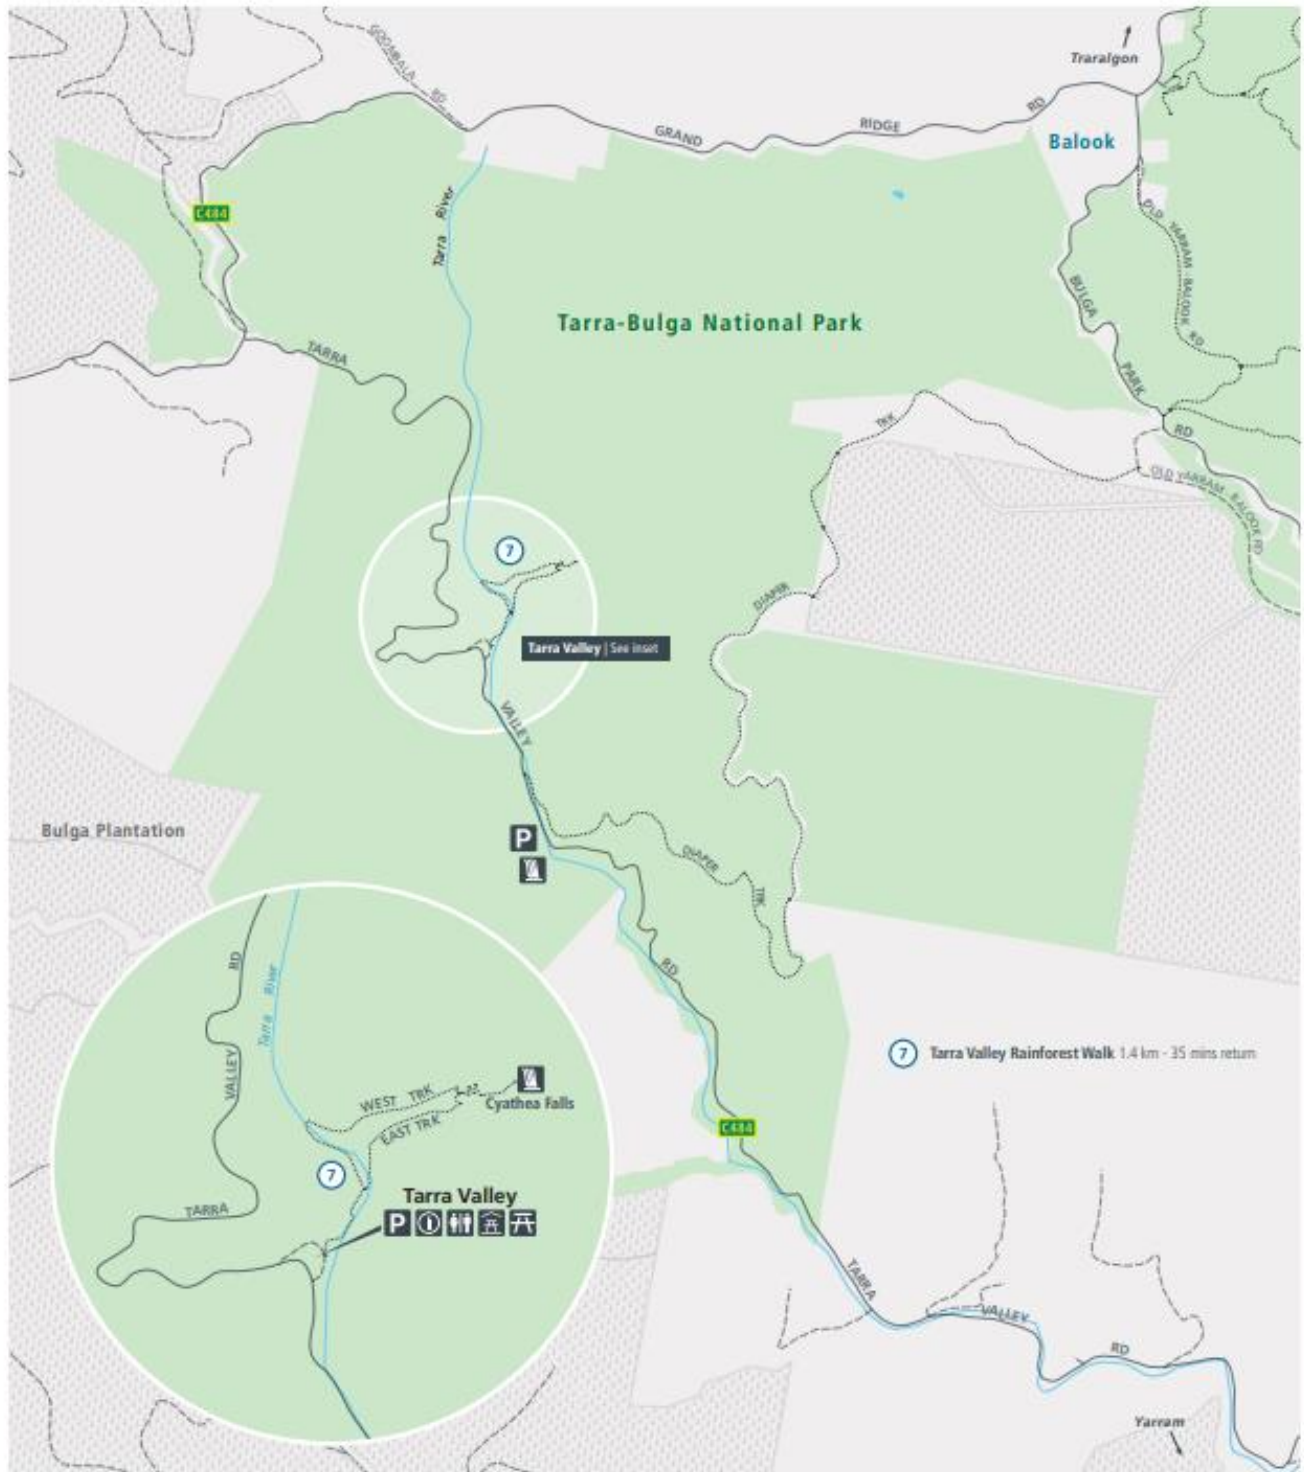 GOONBALA RD
Traralgon
GRAND RIDGE RD
Balook
C484
Tarra River
OLD YARRAM - BALOOK RD
BULGA PARK RD
Tarra-Bulga National Park
TARRA
TRK
OLD YARRAM - BALOOK RD
7
DIAPER
Tarra Valley | See inset
VALLEY
Bulga Plantation
P
DIAPER TRK
RD
RD
Tarra River
VALLEY
7 Tarra Valley Rainforest Walk 1.4 km - 35 mins return
WEST TRK
Cyathea Falls
EAST TRK
C484
7
Tarra Valley
P
TARRA
TARRA
VALLEY
RD
Yarram